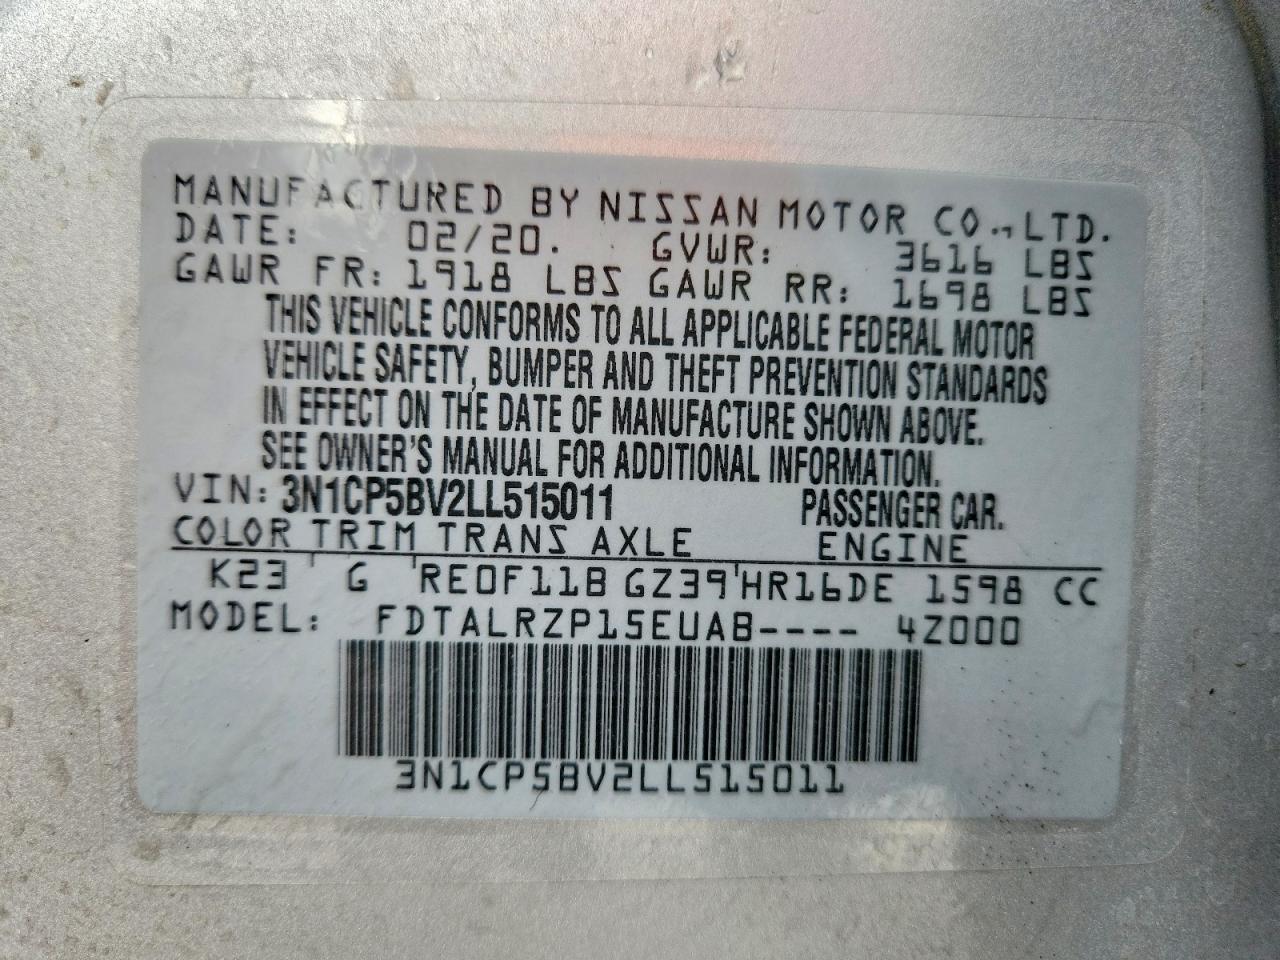 MANUFACTURED BY NISSAN MOTOR CO., LTD.
DATE: 02/20. GVWR: 3616 LBS
GAWR FR: 1918 LBS GAWR RR: 1698 LBS
THIS VEHICLE CONFORMS TO ALL APPLICABLE FEDERAL MOTOR
VEHICLE SAFETY, BUMPER AND THEFT PREVENTION STANDARDS
IN EFFECT ON THE DATE OF MANUFACTURE SHOWN ABOVE.
SEE OWNER'S MANUAL FOR ADDITIONAL INFORMATION.
VIN: 3N1CP5BV2LL515011 PASSENGER CAR.
COLOR TRIM TRANS AXLE ENGINE
K23 G RE0F11B GZ39 HR16DE 1598 CC
MODEL: FDTALRZP15EUAB---- 4Z000
3N1CP5BV2LL515011